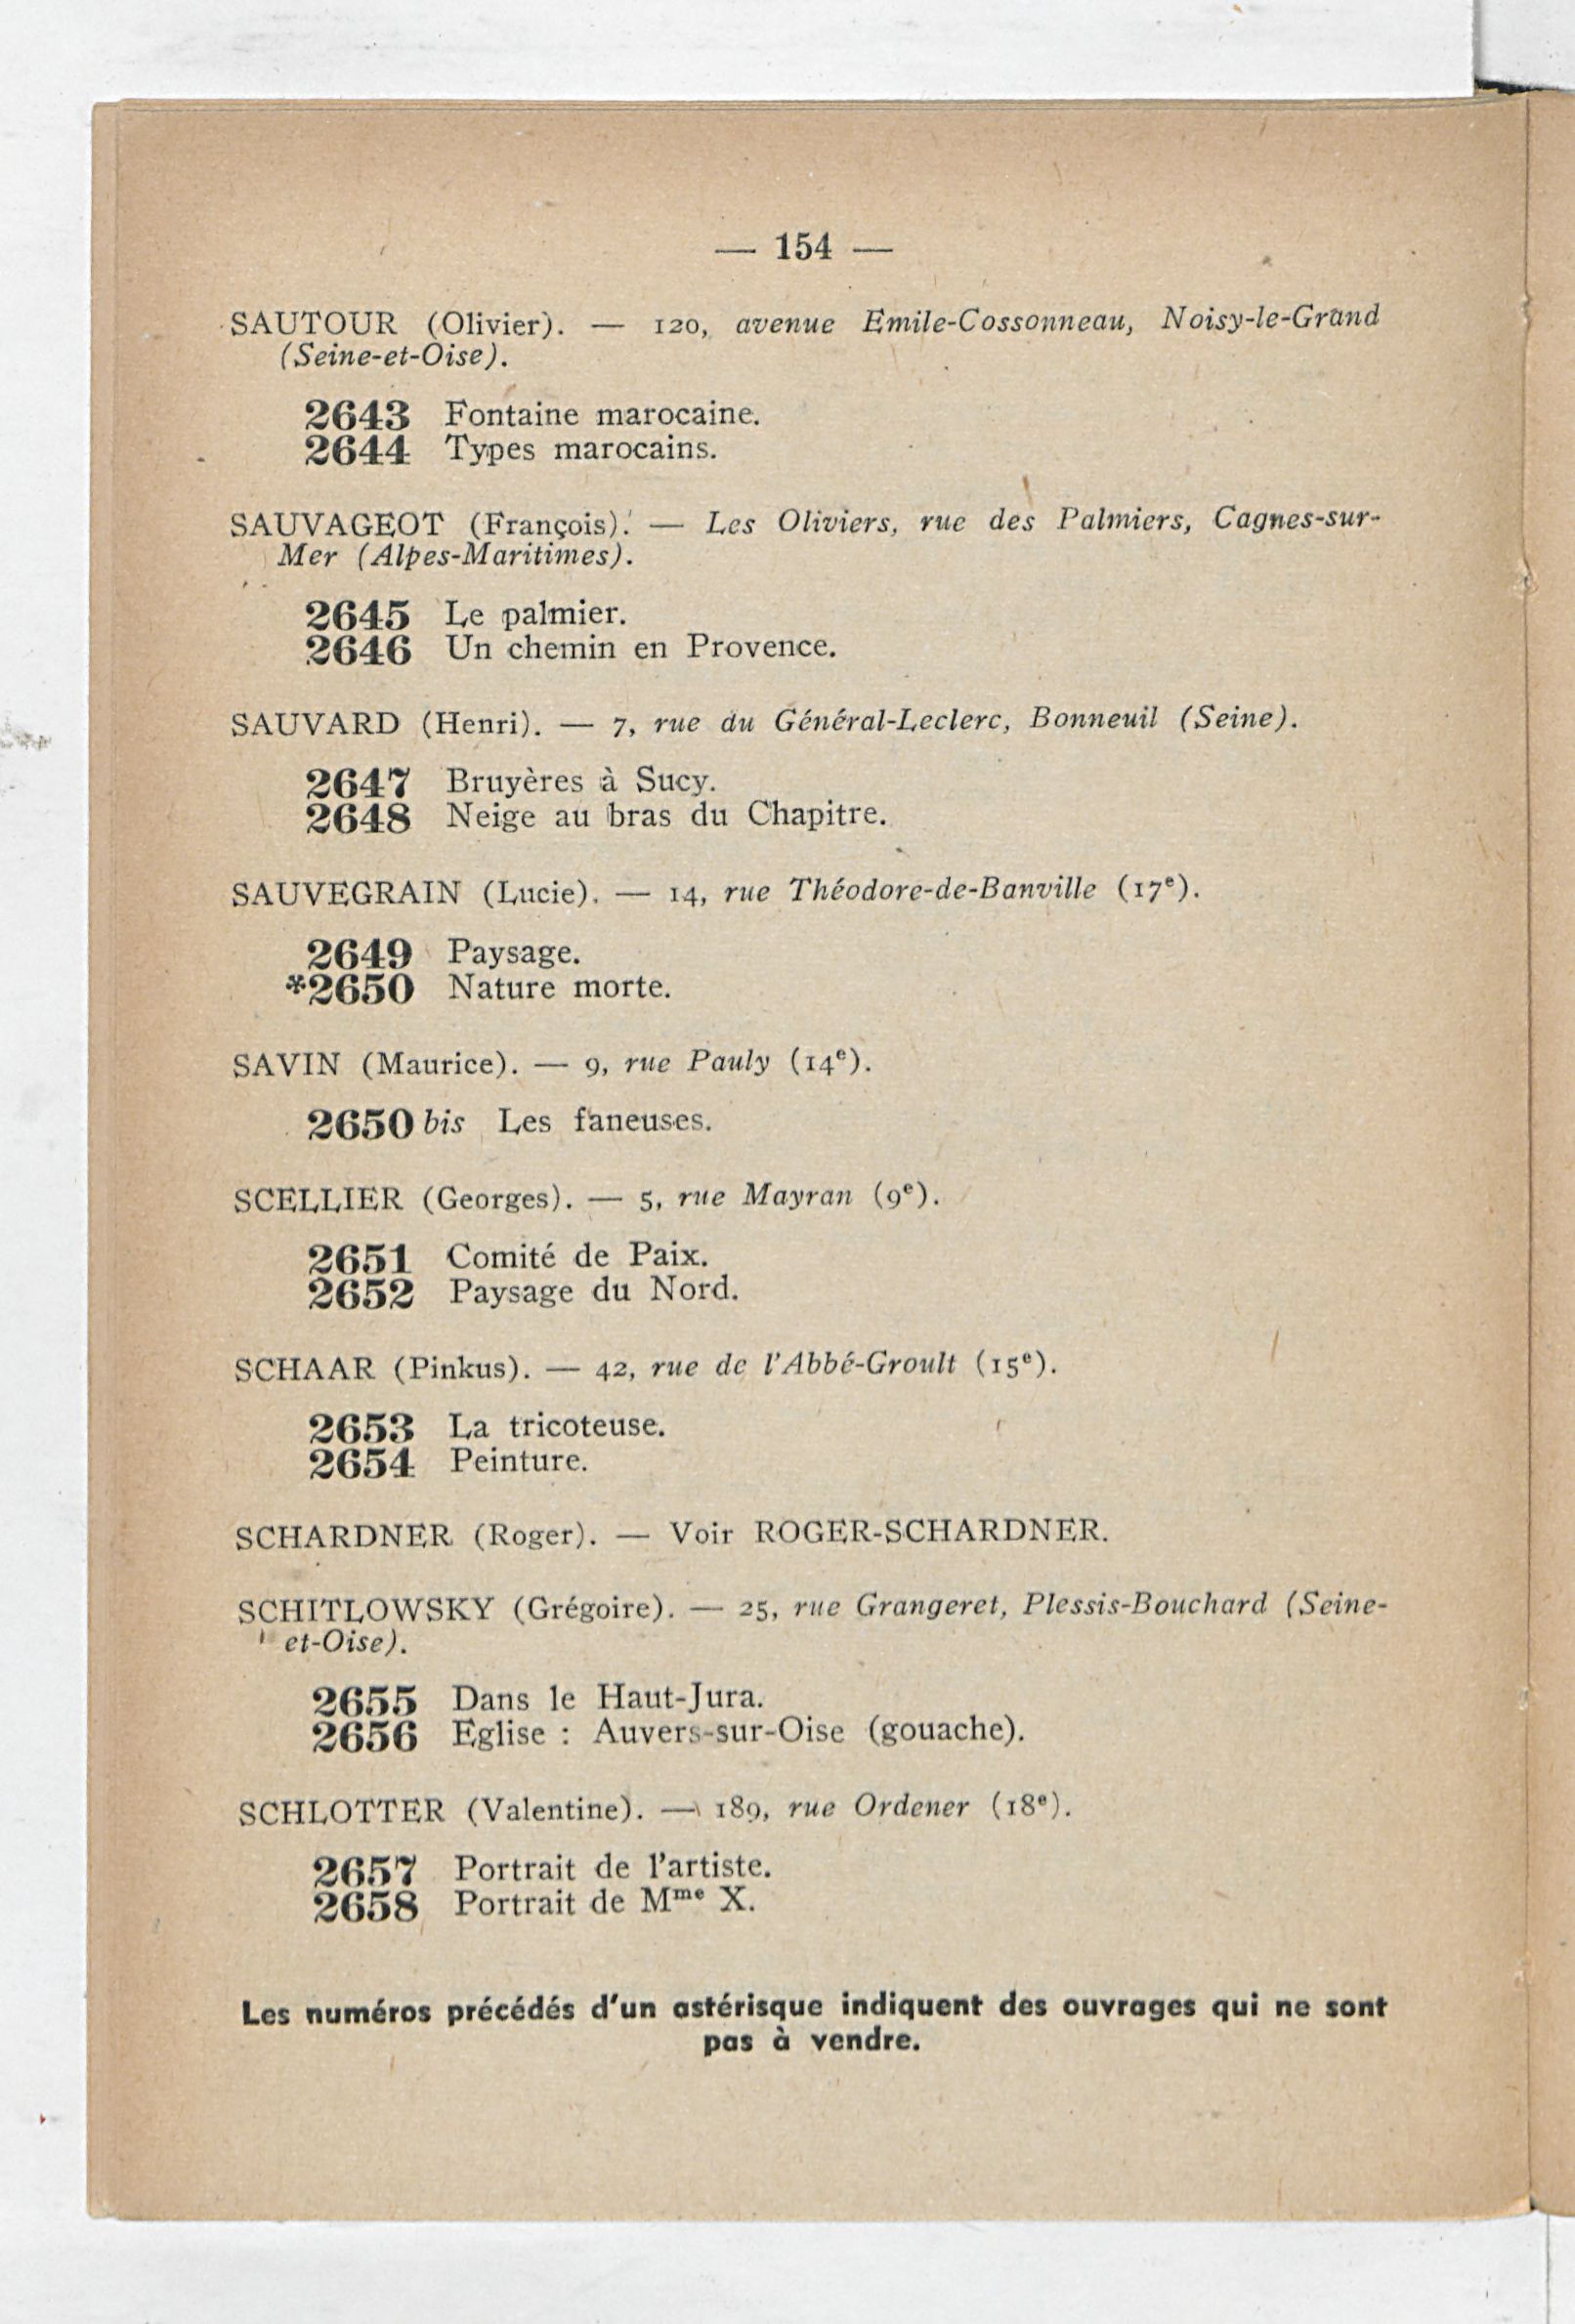 — 154 —
SAUTOUR (Olivier). — 120, avenue Emile-Cossonneau, Noisy-le-Grand
(Seine-et-Oise).
2643 Fontaine marocaine.
2644 Types marocains.
SAUVAGEOT (François). — Les Oliviers, rue des Palmiers, Cagnes-sur-
Mer (Alpes-Maritimes).
2645 Le palmier.
2646 Un chemin en Provence.
SAUVARD (Henri). — 7, rue du Général-Leclerc, Bonneuil (Seine).
2647 Bruyères à Sucy.
2648 Neige au bras du Chapitre.
SAUVEGRAIN (Lucie). — 14, rue Théodore-de-Banville (17e).
2649 Paysage.
*2650 Nature morte.
SAVIN (Maurice). — 9, rue Pauly (14e).
2650 bis Les faneuses.
SCELLIER (Georges). — 5, rue Mayran (9e).
2651 Comité de Paix.
2652 Paysage du Nord.
SCHAAR (Pinkus). — 42, rue de l'Abbé-Groult (15e).
2653 La tricoteuse.
2654 Peinture.
SCHARDNER (Roger). — Voir ROGER-SCHARDNER.
SCHITLOWSKY (Grégoire). — 25, rue Grangeret, Plessis-Bouchard (Seine-
et-Oise).
2655 Dans le Haut-Jura.
2656 Eglise : Auvers-sur-Oise (gouache).
SCHLOTTER (Valentine). — 189, rue Ordener (18e).
2657 Portrait de l'artiste.
2658 Portrait de Mme X.
Les numéros précédés d'un astérisque indiquent des ouvrages qui ne sont
pas à vendre.